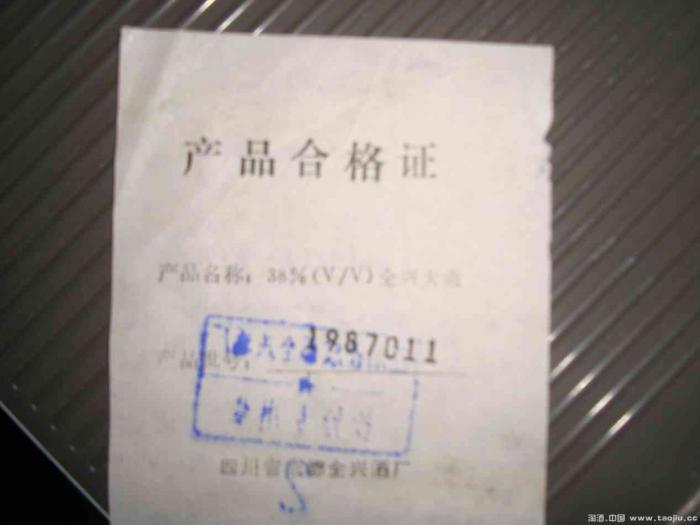 产品合格证
产品名称：38%(V/V)全兴大曲
产品批号：1987011
四川省成都全兴酒厂
淘酒.中国 www.taojiu.cc